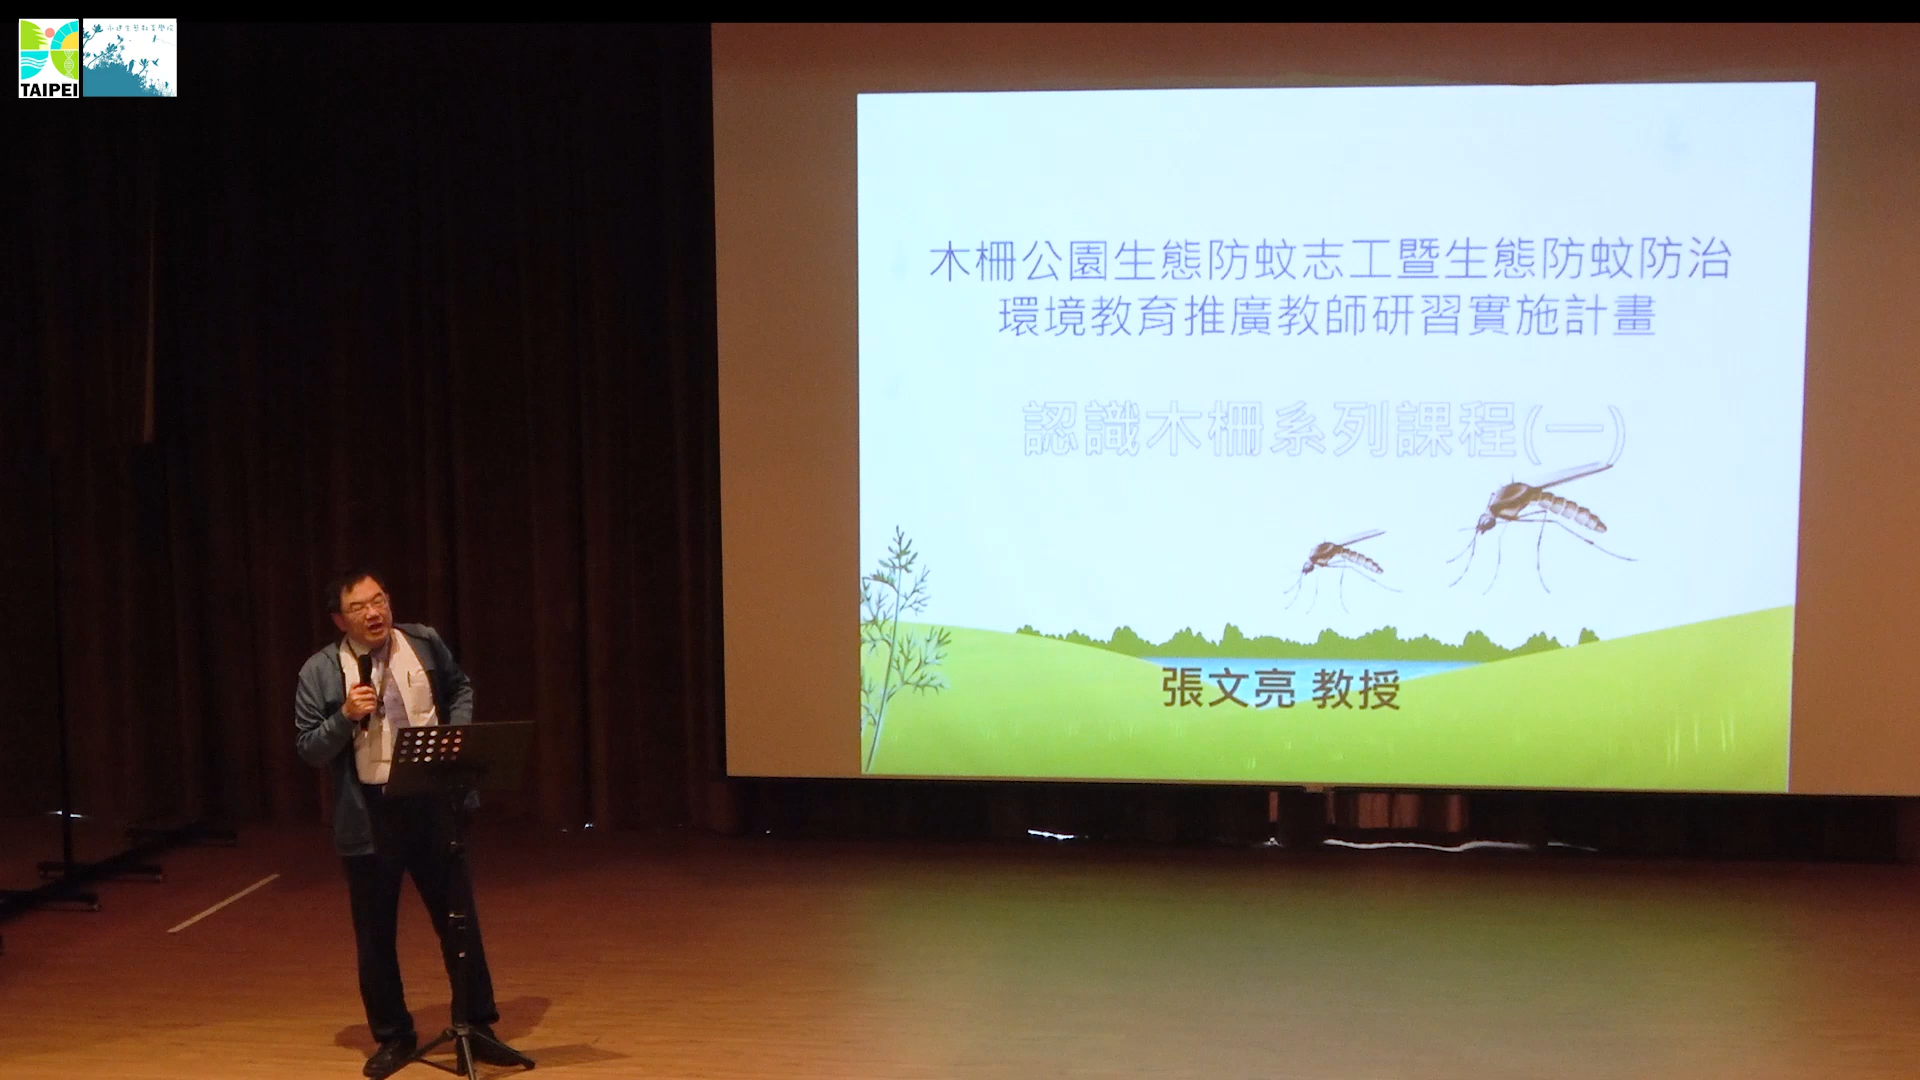 TAIPEI
木柵公園生態防蚊志工暨生態防蚊防治
環境教育推廣教師研習實施計畫
認識木柵系列課程(一)
張文亮 教授